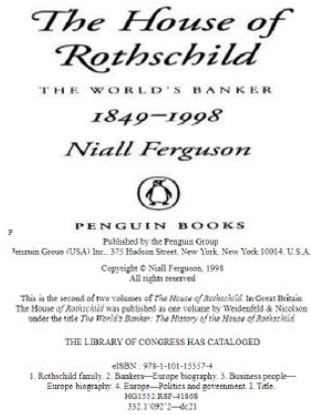 The House of
Rothschild
THE WORLD'S BANKER
1849–1998
Niall Ferguson
PENGUIN BOOKS
Published by the Penguin Group
Penguin Group (USA) Inc., 375 Hudson Street, New York, New York 10014, U.S.A.
Copyright © Niall Ferguson, 1998
All rights reserved
This is the second of two volumes of The House of Rothschild. In Great Britain
The House of Rothschild was published as one volume by Weidenfeld & Nicolson
under the title The World's Banker: The History of the House of Rothschild.
THE LIBRARY OF CONGRESS HAS CATALOGED
eISBN : 978-1-101-15357-4
1. Rothschild family. 2. Bankers—Europe biography. 3. Business people—
Europe biography. 4. Europe—Politics and government. I. Title.
HG1552.R8F-41868
332.1'092'2—dc21